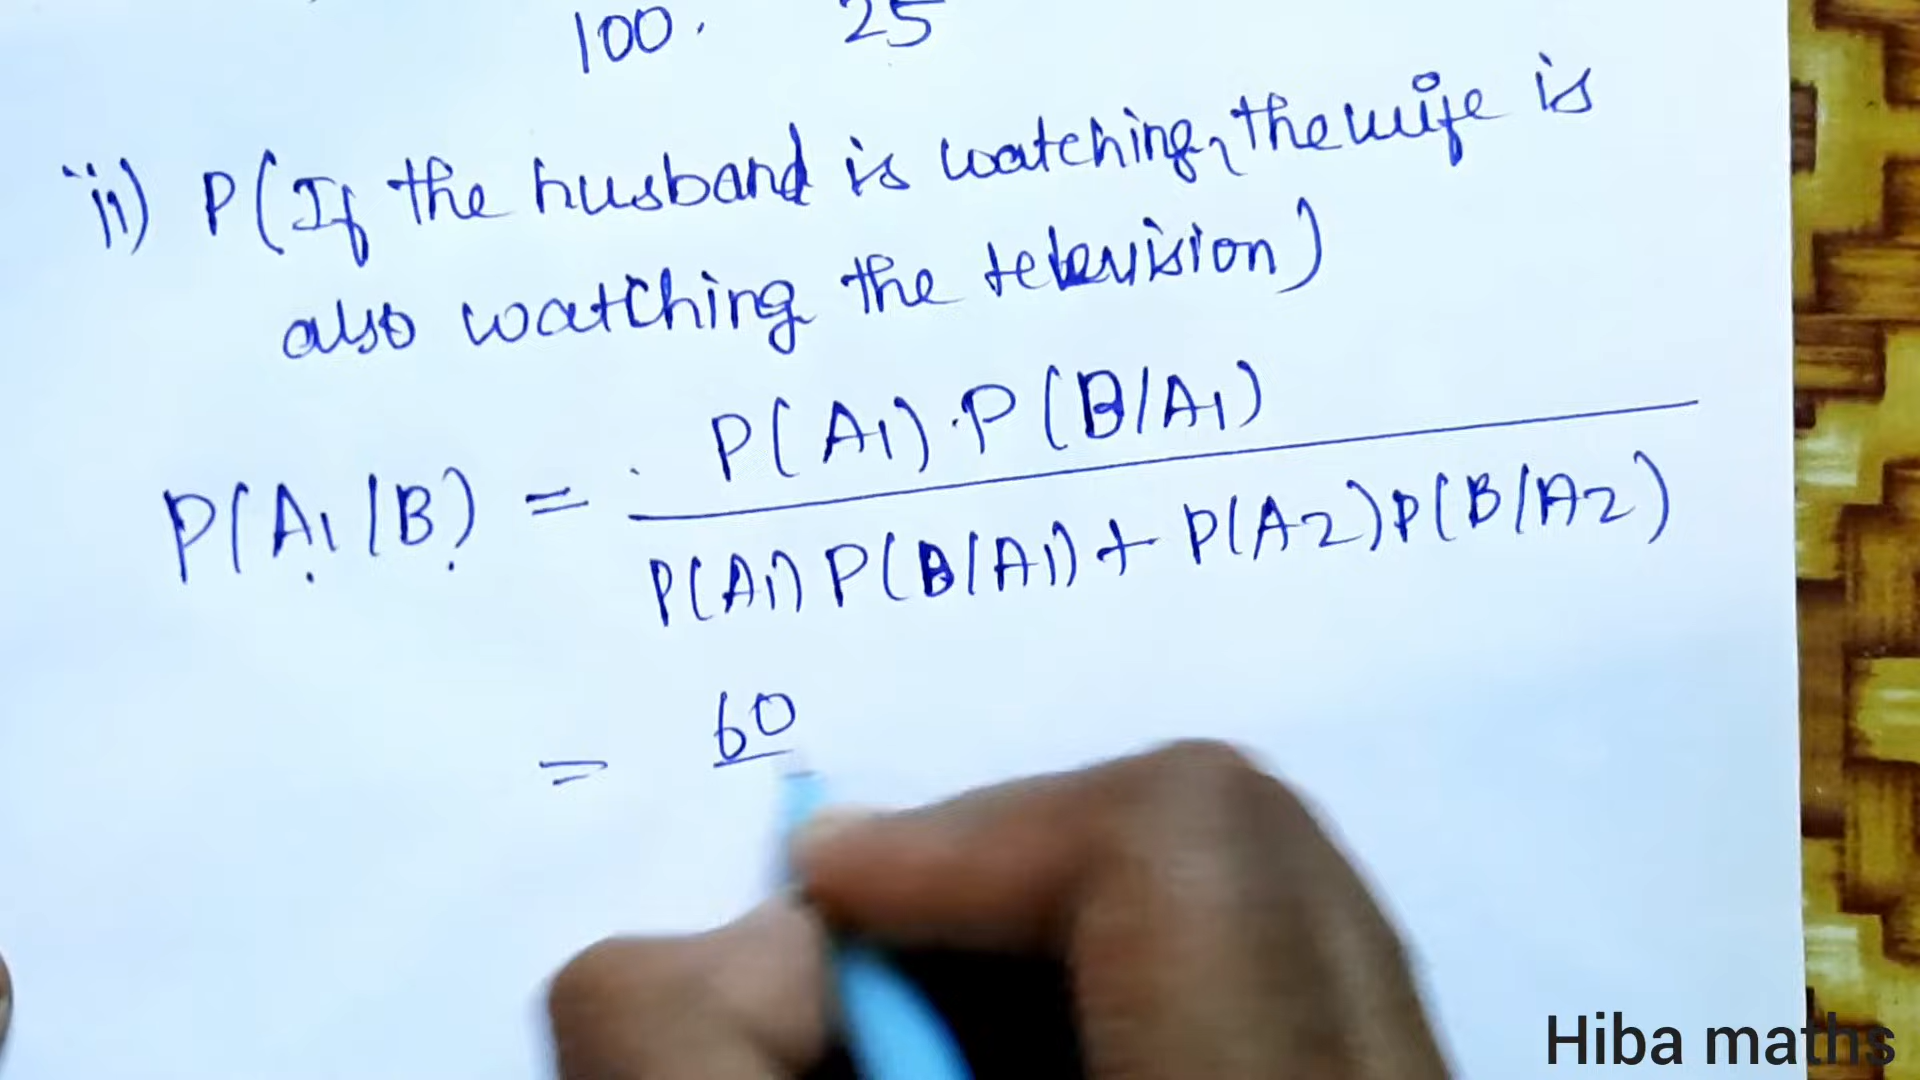 100. 25
ii) P(If the husband is watching, the wife is
also watching the television)
P(A1) . P(B/A1)
P(A1/B) =
P(A1) P(B/A1) + P(A2) P(B/A2)
= 60
Hiba maths